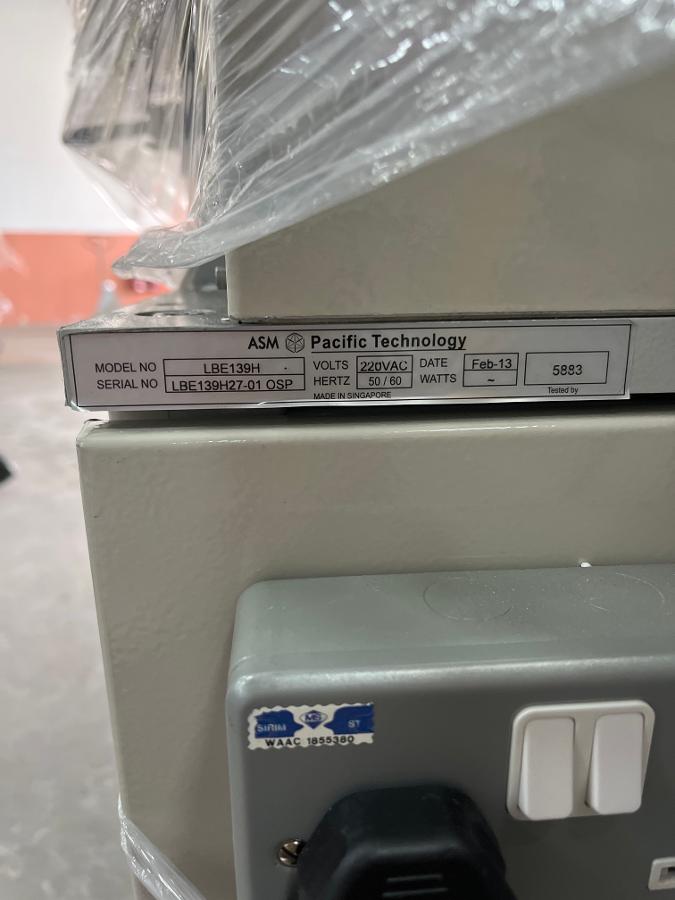 ASM Pacific Technology
MODEL NO LBE139H VOLTS 220VAC DATE Feb-13 5883
SERIAL NO LBE139H27-01 OSP HERTZ 50 / 60 WATTS ~ Tested by
MADE IN SINGAPORE
MS
SIRIM ST
WAAC 1855380